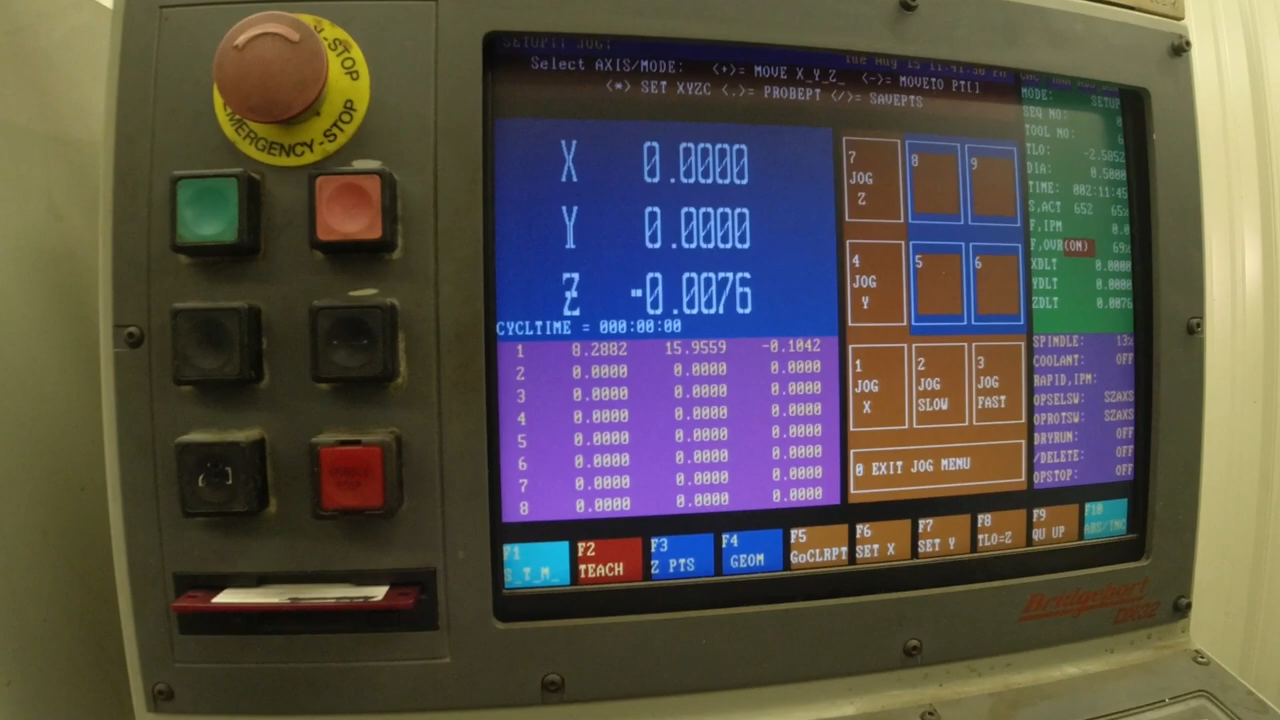 -STOP
EMERGENCY-STOP
SETUP: JOG:
Tue Aug 15 11:41:
Select AXIS/MODE: <+>= MOVE X_Y_Z_ <->= MOVETO PT[]
<*> SET XYZC <.>= PROBEPT </>= SAVEPTS
X 0.0000
Y 0.0000
Z -0.0076
CYCLTIME = 000:00:00
1 8.2882 15.9559 -0.1042
2 0.0000 0.0000 0.0000
3 0.0000 0.0000 0.0000
4 0.0000 0.0000 0.0000
5 0.0000 0.0000 0.0000
6 0.0000 0.0000 0.0000
7 0.0000 0.0000 0.0000
8 0.0000 0.0000 0.0000
7 JOG Z
8
9
4 JOG Y
5
6
1 JOG X
2 JOG SLOW
3 JOG FAST
0 EXIT JOG MENU
MODE: SETUP
SEQ NO: 0
TOOL NO: 6
TLO: -2.5852
DIA: 0.5000
TIME: 002:11:45
S,ACT 652 65%
F,IPM 0.0
F,OVR(ON) 69%
XDLT 0.0000
YDLT 0.0000
ZDLT 0.0076
SPINDLE: 13%
COOLANT: OFF
RAPID,IPM:
OPSELSW: SZAXS
OPROTSW: SZAXS
DRYRUN: OFF
/DELETE: OFF
OPSTOP: OFF
F1 S_T_M_
F2 TEACH
F3 Z PTS
F4 GEOM
F5 GoCLRPT
F6 SET X
F7 SET Y
F8 TLO=Z
F9 QU UP
F10 ABS/INC
Bridgeport